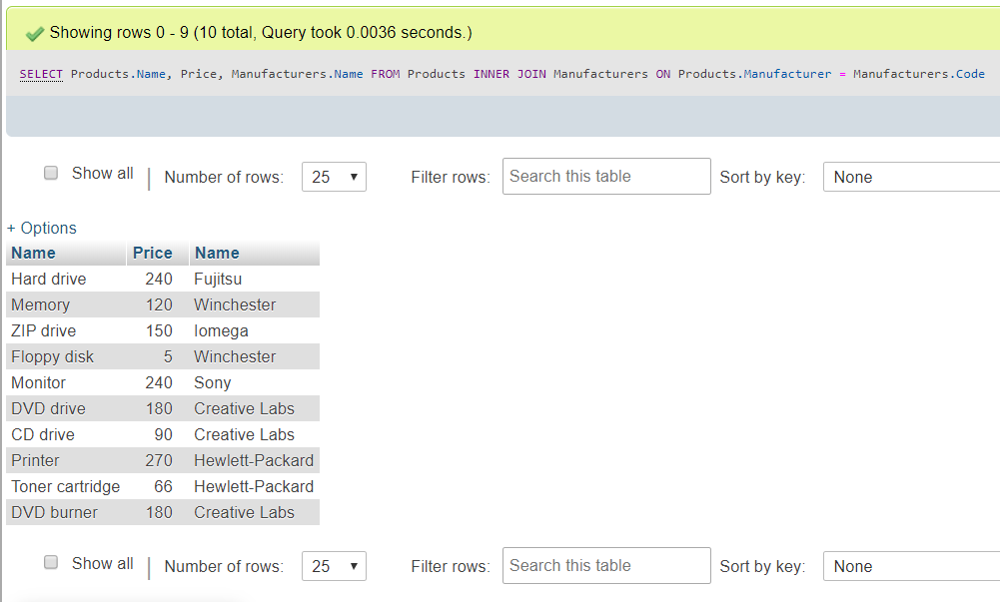 Showing rows 0 - 9 (10 total, Query took 0.0036 seconds.)
SELECT Products.Name, Price, Manufacturers.Name FROM Products INNER JOIN Manufacturers ON Products.Manufacturer = Manufacturers.Code
Show all | Number of rows: 25 Filter rows: Search this table Sort by key: None
+ Options
Name Price Name
Hard drive 240 Fujitsu
Memory 120 Winchester
ZIP drive 150 Iomega
Floppy disk 5 Winchester
Monitor 240 Sony
DVD drive 180 Creative Labs
CD drive 90 Creative Labs
Printer 270 Hewlett-Packard
Toner cartridge 66 Hewlett-Packard
DVD burner 180 Creative Labs
Show all | Number of rows: 25 Filter rows: Search this table Sort by key: None